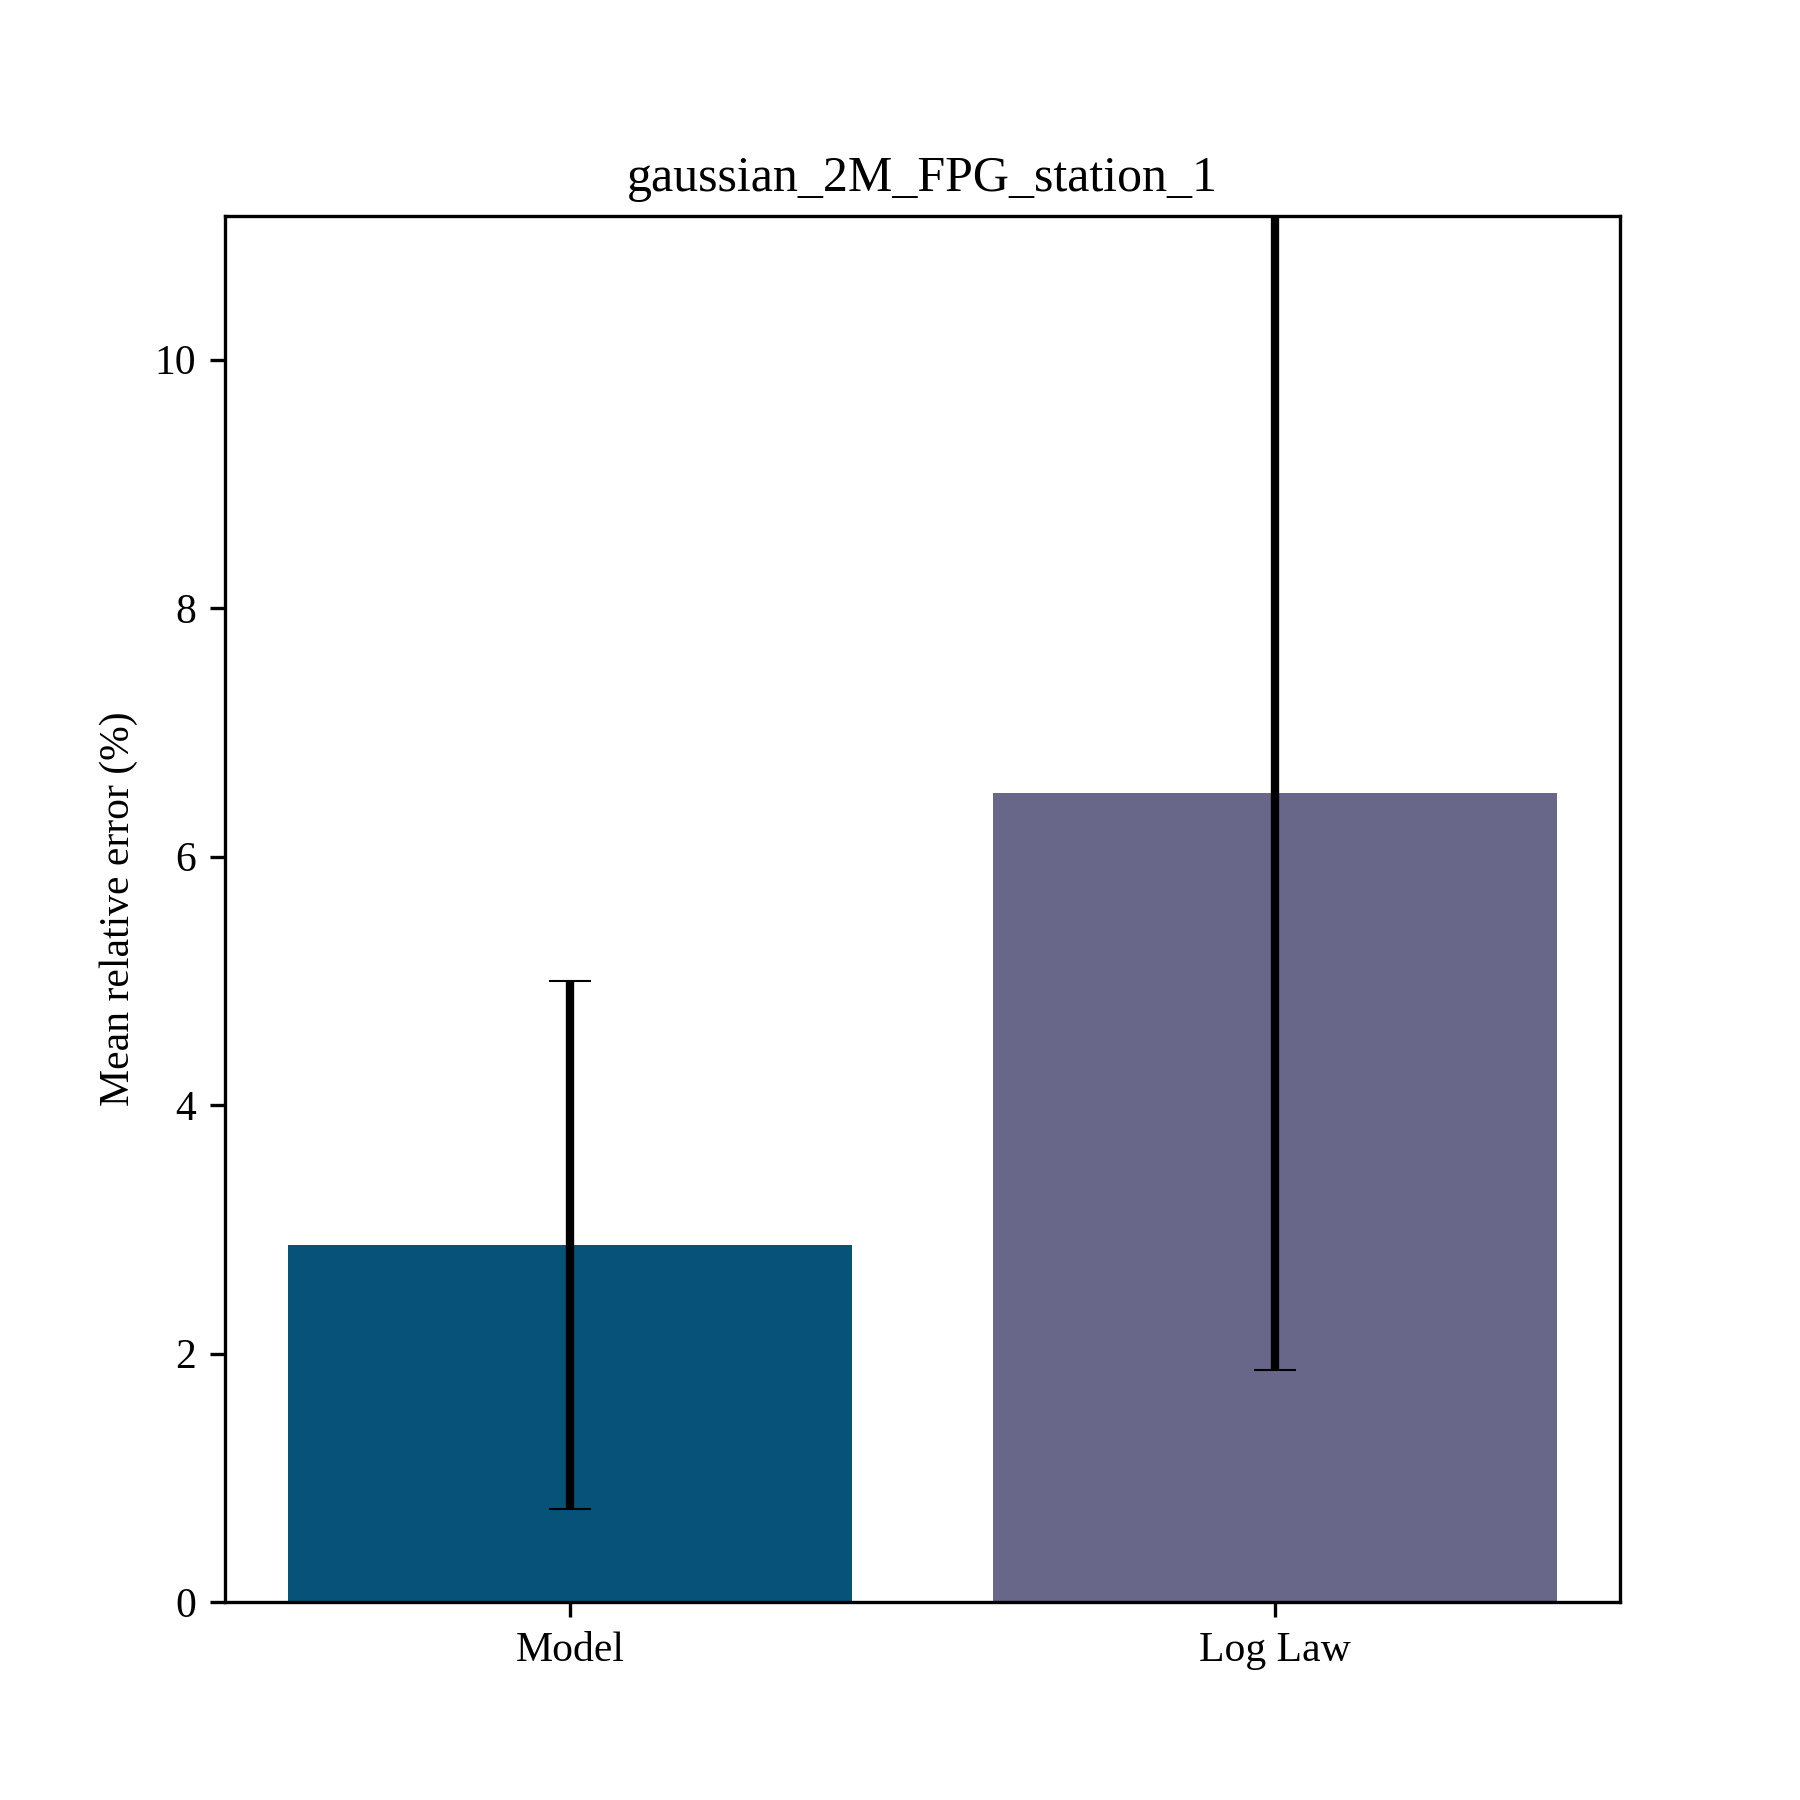 gaussian_2M_FPG_station_1
10
8
6
4
2
0
Mean relative error (%)
Model
Log Law